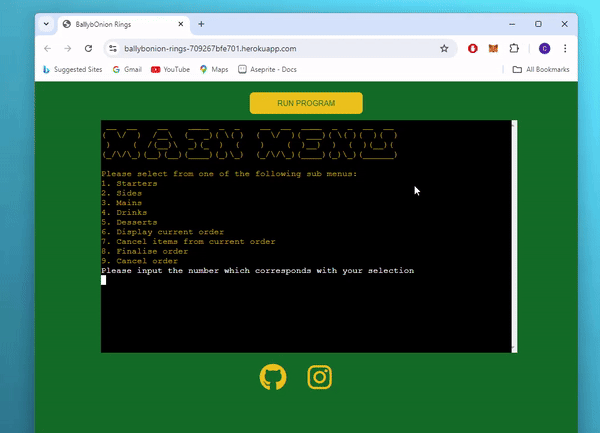 BallybOnion Rings
ballybonion-rings-709267bfe701.herokuapp.com
Suggested Sites Gmail YouTube Maps Aseprite - Docs All Bookmarks
RUN PROGRAM
MAIN MENU
Please select from one of the following sub menus:
1. Starters
2. Sides
3. Mains
4. Drinks
5. Desserts
6. Display current order
7. Cancel items from current order
8. Finalise order
9. Cancel order
Please input the number which corresponds with your selection